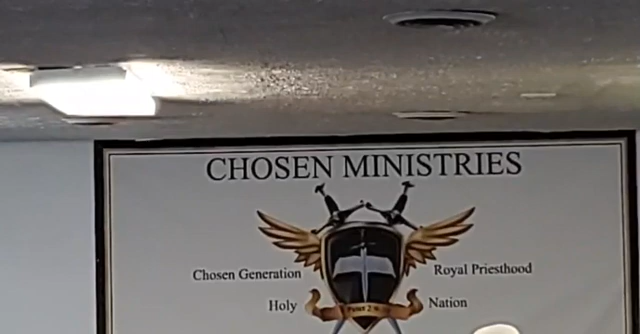 CHOSEN MINISTRIES
Chosen Generation
Royal Priesthood
Holy
Nation